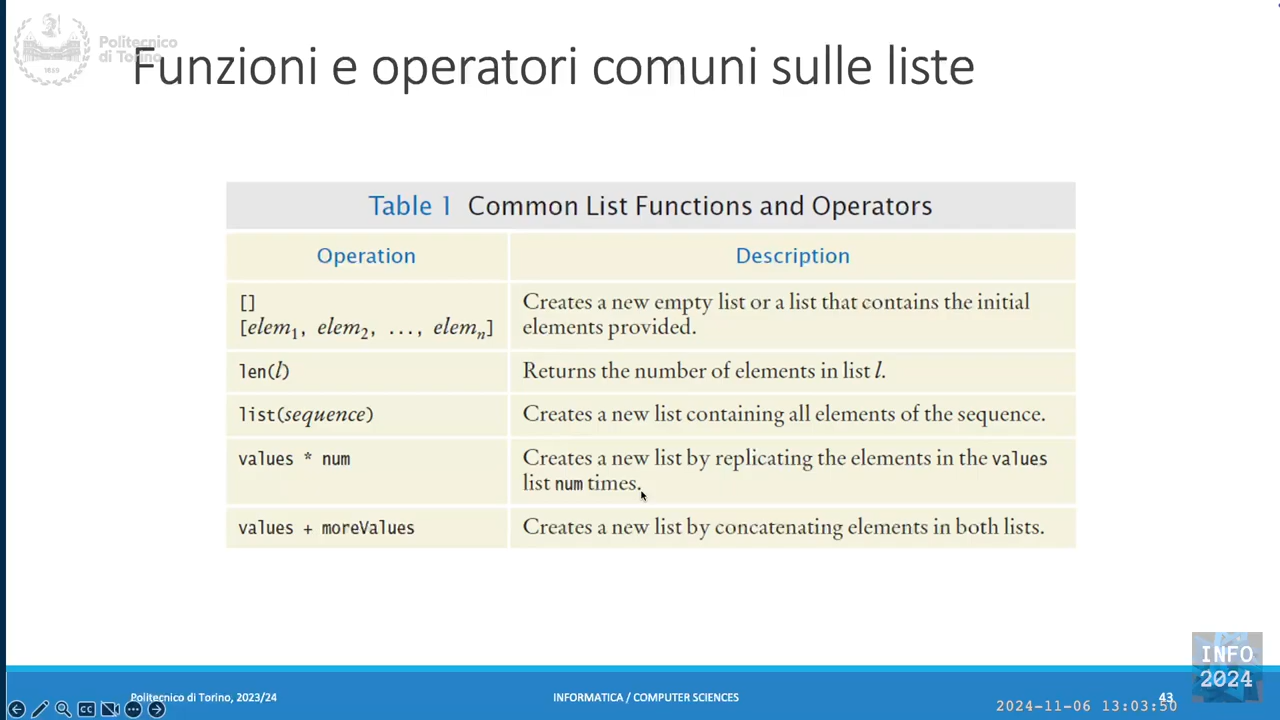 Politecnico
di Torino
1859
Funzioni e operatori comuni sulle liste
Table 1 Common List Functions and Operators
Operation Description
[]
[elem1, elem2, ..., elemn]
Creates a new empty list or a list that contains the initial
elements provided.
len(l) Returns the number of elements in list l.
list(sequence) Creates a new list containing all elements of the sequence.
values * num
Creates a new list by replicating the elements in the values
list num times.
values + moreValues Creates a new list by concatenating elements in both lists.
INFO
2024
Politecnico di Torino, 2023/24 INFORMATICA / COMPUTER SCIENCES 43
CC
2024-11-06 13:03:50